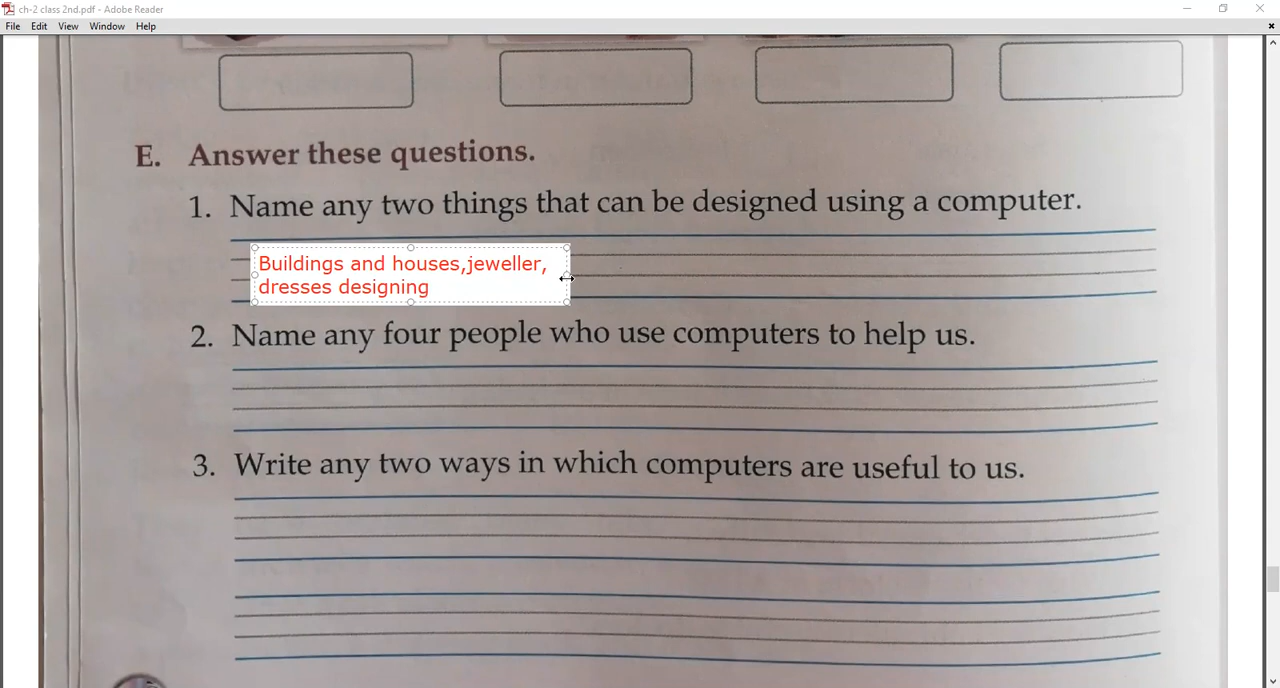 ch-2 class 2nd.pdf - Adobe Reader
File Edit View Window Help
E. Answer these questions.
1. Name any two things that can be designed using a computer.
Buildings and houses,jeweller,
dresses designing
2. Name any four people who use computers to help us.
3. Write any two ways in which computers are useful to us.